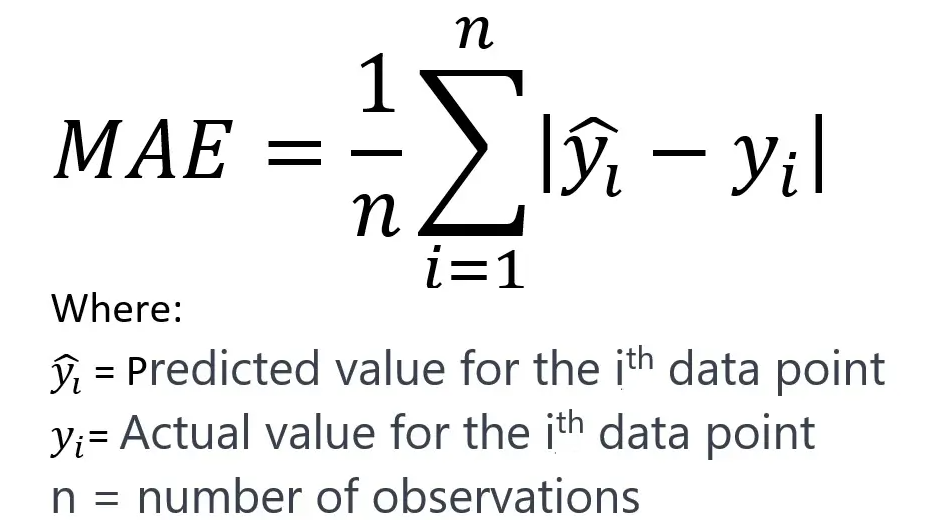 MAE = 1/n ∑ⁿᵢ₌₁ |ŷᵢ − yᵢ|
Where:
ŷᵢ = Predicted value for the iᵗʰ data point
yᵢ= Actual value for the iᵗʰ data point
n = number of observations